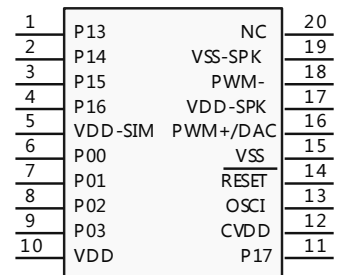 1 P13 NC 20
2 P14 VSS-SPK 19
3 P15 PWM- 18
4 P16 VDD-SPK 17
5 VDD-SIM PWM+/DAC 16
6 P00 VSS 15
7 P01 RESET 14
8 P02 OSCI 13
9 P03 CVDD 12
10 VDD P17 11